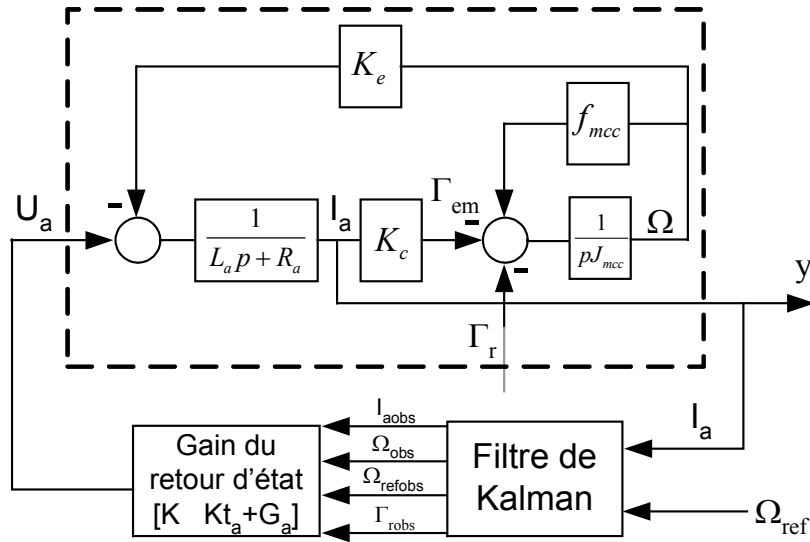 K_e
f_mcc
-
U_a
1
L_a p + R_a
I_a
K_c
Γ_em
-
-
1
pJ_mcc
Ω
y
Γ_r
I_a
Gain du
retour d'état
[K Kt_a+G_a]
I_aobs
Ω_obs
Ω_refobs
Γ_robs
Filtre de
Kalman
Ω_ref